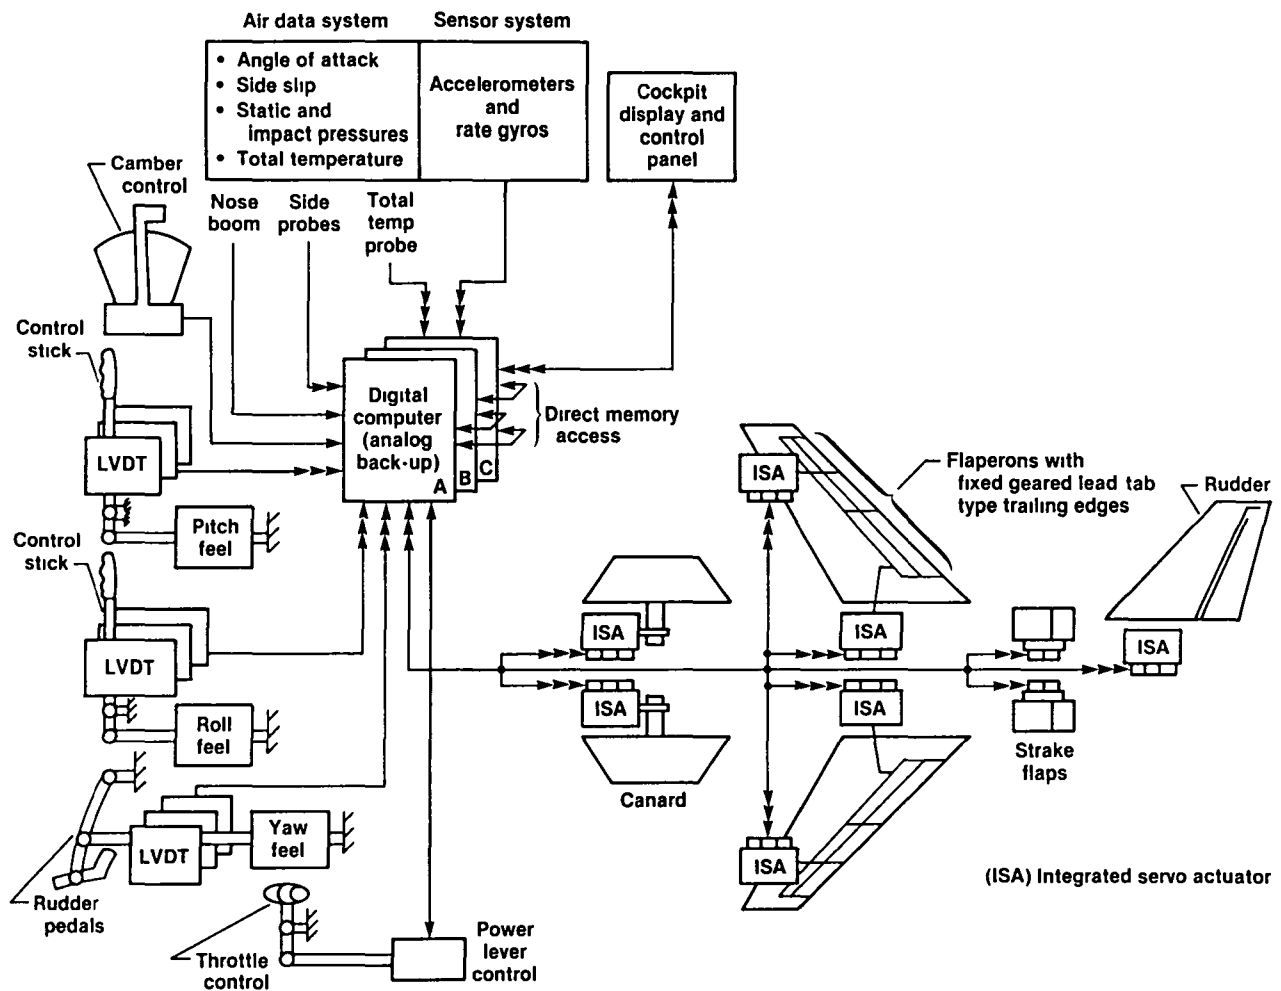 Air data system
Sensor system
• Angle of attack
• Side slip
• Static and
impact pressures
• Total temperature
Accelerometers
and
rate gyros
Cockpit
display and
control
panel
Camber
control
Nose
boom
Side
probes
Total
temp
probe
Control
stick
LVDT
Pitch
feel
Digital
computer
(analog
back-up)
A
B
C
Direct memory
access
Control
stick
LVDT
Roll
feel
ISA
Flaperons with
fixed geared lead tab
type trailing edges
Rudder
ISA
ISA
ISA
ISA
ISA
Canard
Strake
flaps
LVDT
Yaw
feel
Rudder
pedals
ISA
(ISA) Integrated servo actuator
Throttle
control
Power
lever
control